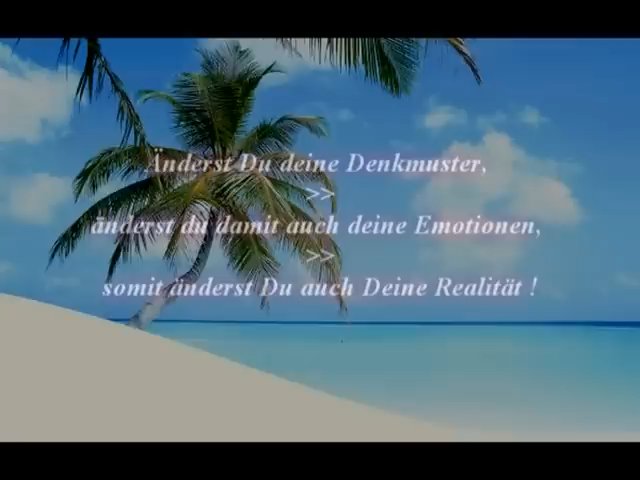 Änderst Du deine Denkmuster,
>>
änderst du damit auch deine Emotionen,
>>
somit änderst Du auch Deine Realität !